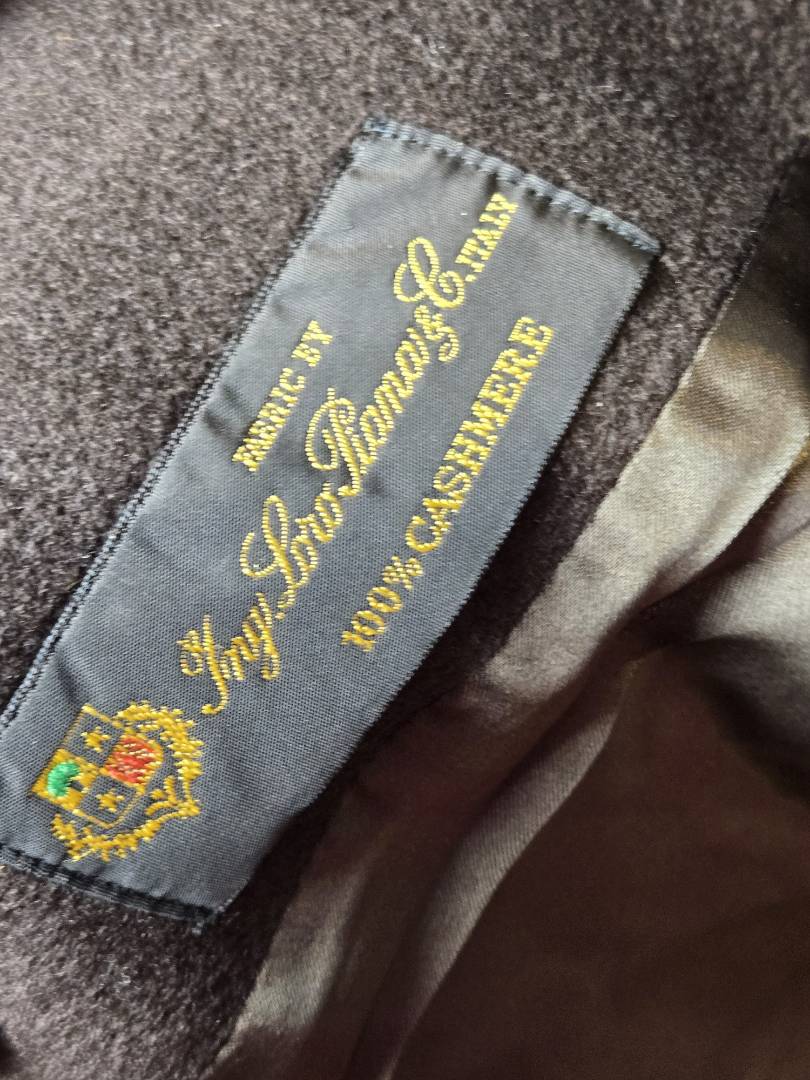 FABRIC BY
Ing. Loro Piana & C. ITALY
100% CASHMERE